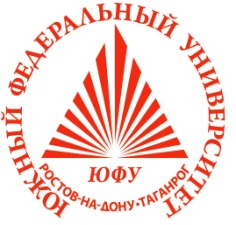 ЮЖНЫЙ ФЕДЕРАЛЬНЫЙ УНИВЕРСИТЕТ
ЮФУ
РОСТОВ-НА-ДОНУ•ТАГАНРОГ